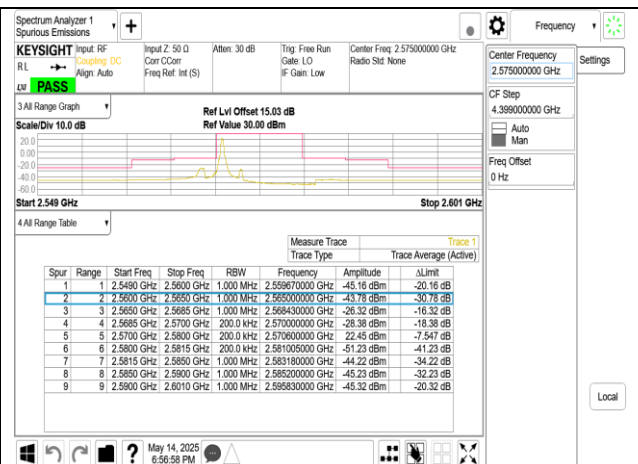 Spectrum Analyzer 1
Spurious Emissions
Frequency
KEYSIGHT Input: RF
RL
Coupling: DC
Align: Auto
Input Z: 50 Ω
Corr CCorr
Freq Ref: Int (S)
Atten: 30 dB
Trig: Free Run
Gate: LO
IF Gain: Low
Center Freq: 2.575000000 GHz
Radio Std: None
LXI PASS
Center Frequency
2.575000000 GHz
Settings
CF Step
4.399000000 GHz
Auto
Man
Freq Offset
0 Hz
3 All Range Graph
Scale/Div 10.0 dB
Ref Lvl Offset 15.03 dB
Ref Value 30.00 dBm
20.0
0.00
-20.0
-40.0
-60.0
Start 2.549 GHz
Stop 2.601 GHz
4 All Range Table
Measure Trace Trace 1
Trace Type Trace Average (Active)
Spur Range Start Freq Stop Freq RBW Frequency Amplitude ΔLimit
1 1 2.5490 GHz 2.5600 GHz 1.000 MHz 2.559670000 GHz -45.16 dBm -20.16 dB
2 2 2.5600 GHz 2.5650 GHz 1.000 MHz 2.565000000 GHz -43.78 dBm -30.78 dB
3 3 2.5650 GHz 2.5685 GHz 1.000 MHz 2.568430000 GHz -26.32 dBm -16.32 dB
4 4 2.5685 GHz 2.5700 GHz 200.0 kHz 2.570000000 GHz -28.38 dBm -18.38 dB
5 5 2.5700 GHz 2.5800 GHz 200.0 kHz 2.570600000 GHz 22.45 dBm -7.547 dB
6 6 2.5800 GHz 2.5815 GHz 200.0 kHz 2.581005000 GHz -51.23 dBm -41.23 dB
7 7 2.5815 GHz 2.5850 GHz 1.000 MHz 2.583180000 GHz -44.22 dBm -34.22 dB
8 8 2.5850 GHz 2.5900 GHz 1.000 MHz 2.585200000 GHz -45.23 dBm -32.23 dB
9 9 2.5900 GHz 2.6010 GHz 1.000 MHz 2.595830000 GHz -45.32 dBm -20.32 dB
Local
May 14, 2025
6:56:58 PM